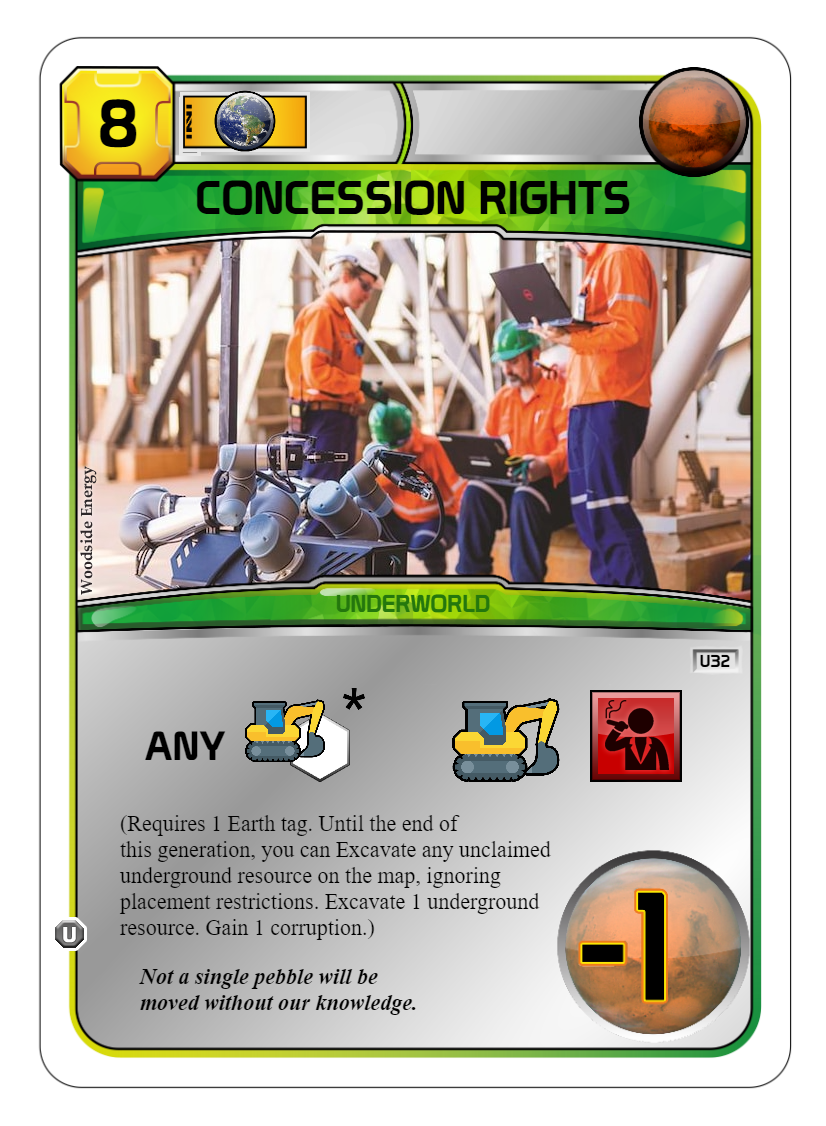 8
CONCESSION RIGHTS
Woodside Energy
UNDERWORLD
U32
ANY *
(Requires 1 Earth tag. Until the end of
this generation, you can Excavate any unclaimed
underground resource on the map, ignoring
placement restrictions. Excavate 1 underground
resource. Gain 1 corruption.)
U
-1
Not a single pebble will be
moved without our knowledge.